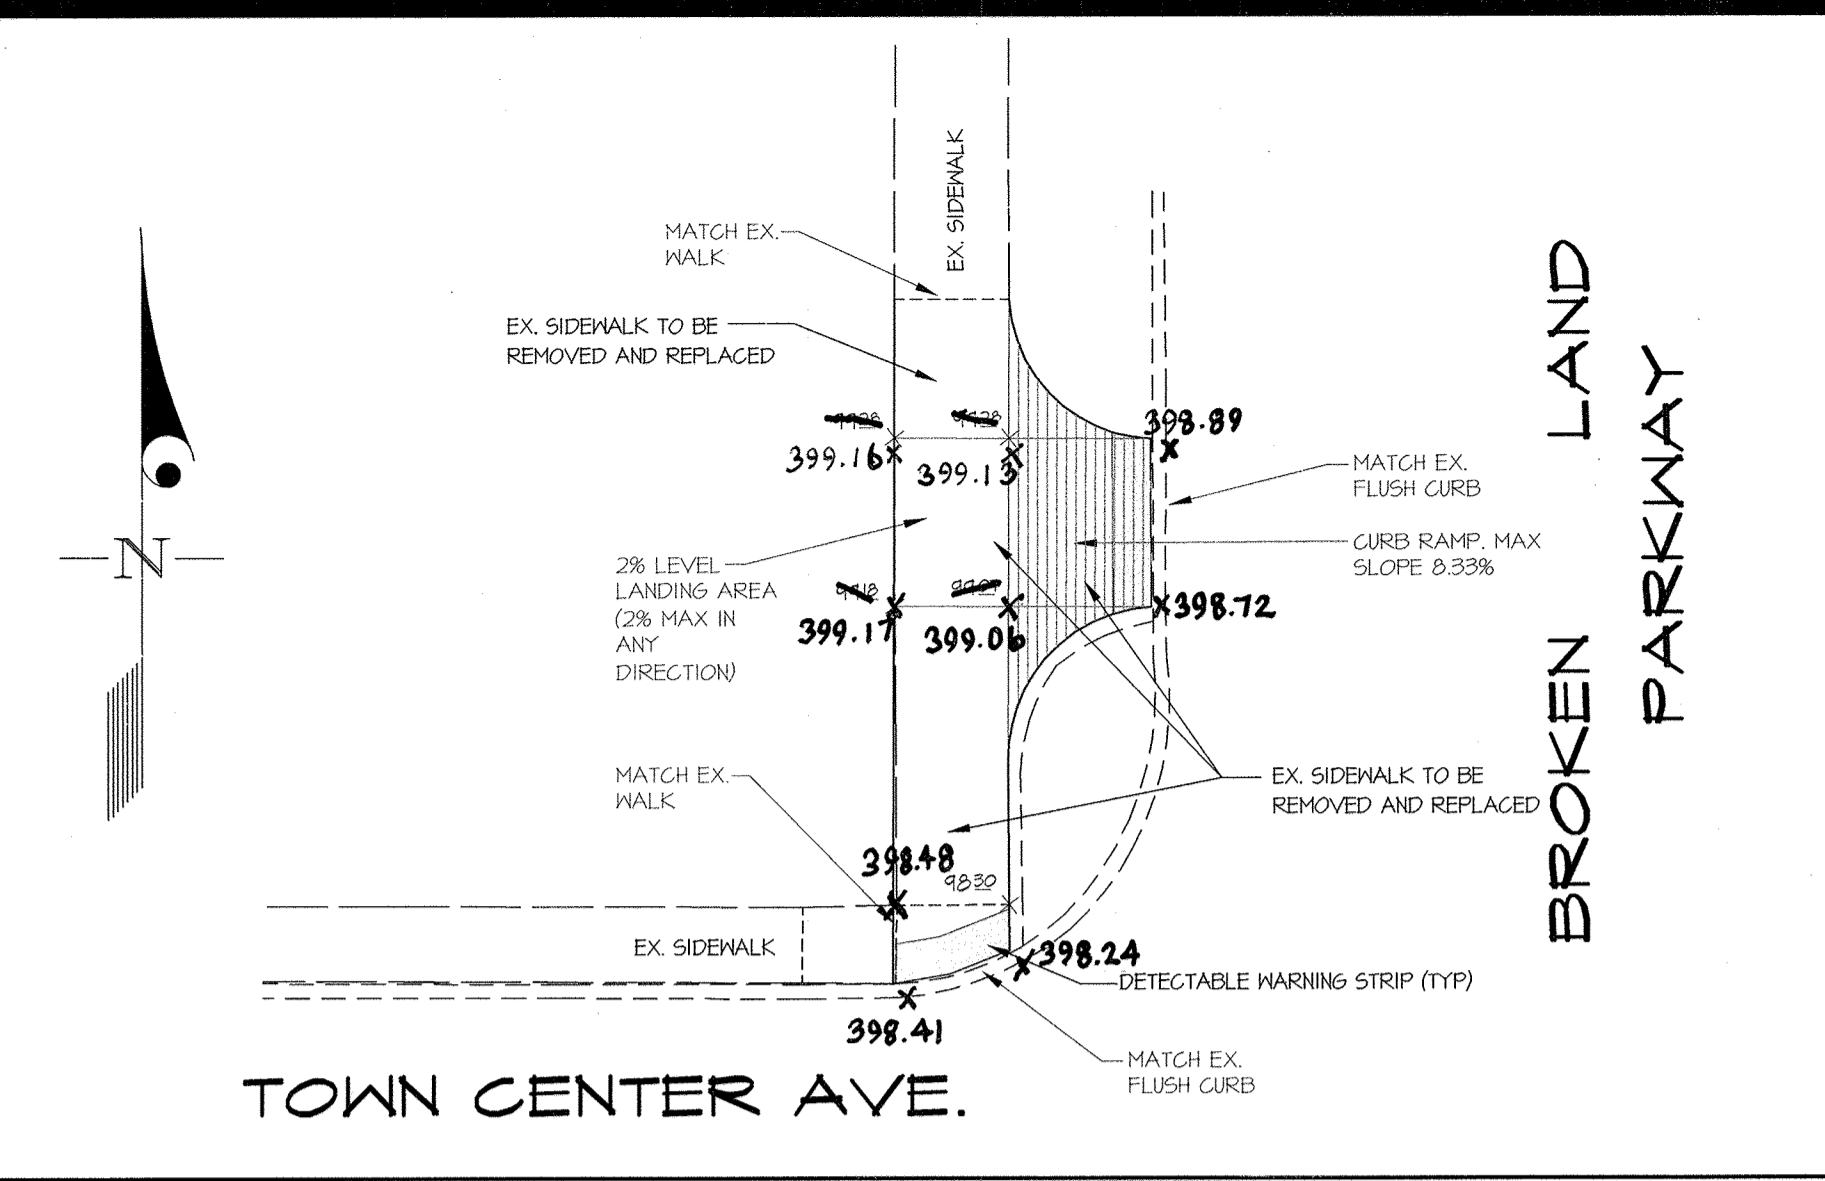 EX. SIDEWALK
MATCH EX.
WALK
EX. SIDEWALK TO BE
REMOVED AND REPLACED
398.89
399.16
399.13
MATCH EX.
FLUSH CURB
CURB RAMP. MAX
SLOPE 8.33%
N
2% LEVEL
LANDING AREA
(2% MAX IN
ANY
DIRECTION)
399.17
399.06
398.72
BROKEN LAND
PARKWAY
MATCH EX.
WALK
EX. SIDEWALK TO BE
REMOVED AND REPLACED
398.48
9830
EX. SIDEWALK
398.24
DETECTABLE WARNING STRIP (TYP)
398.41
MATCH EX.
FLUSH CURB
TOWN CENTER AVE.